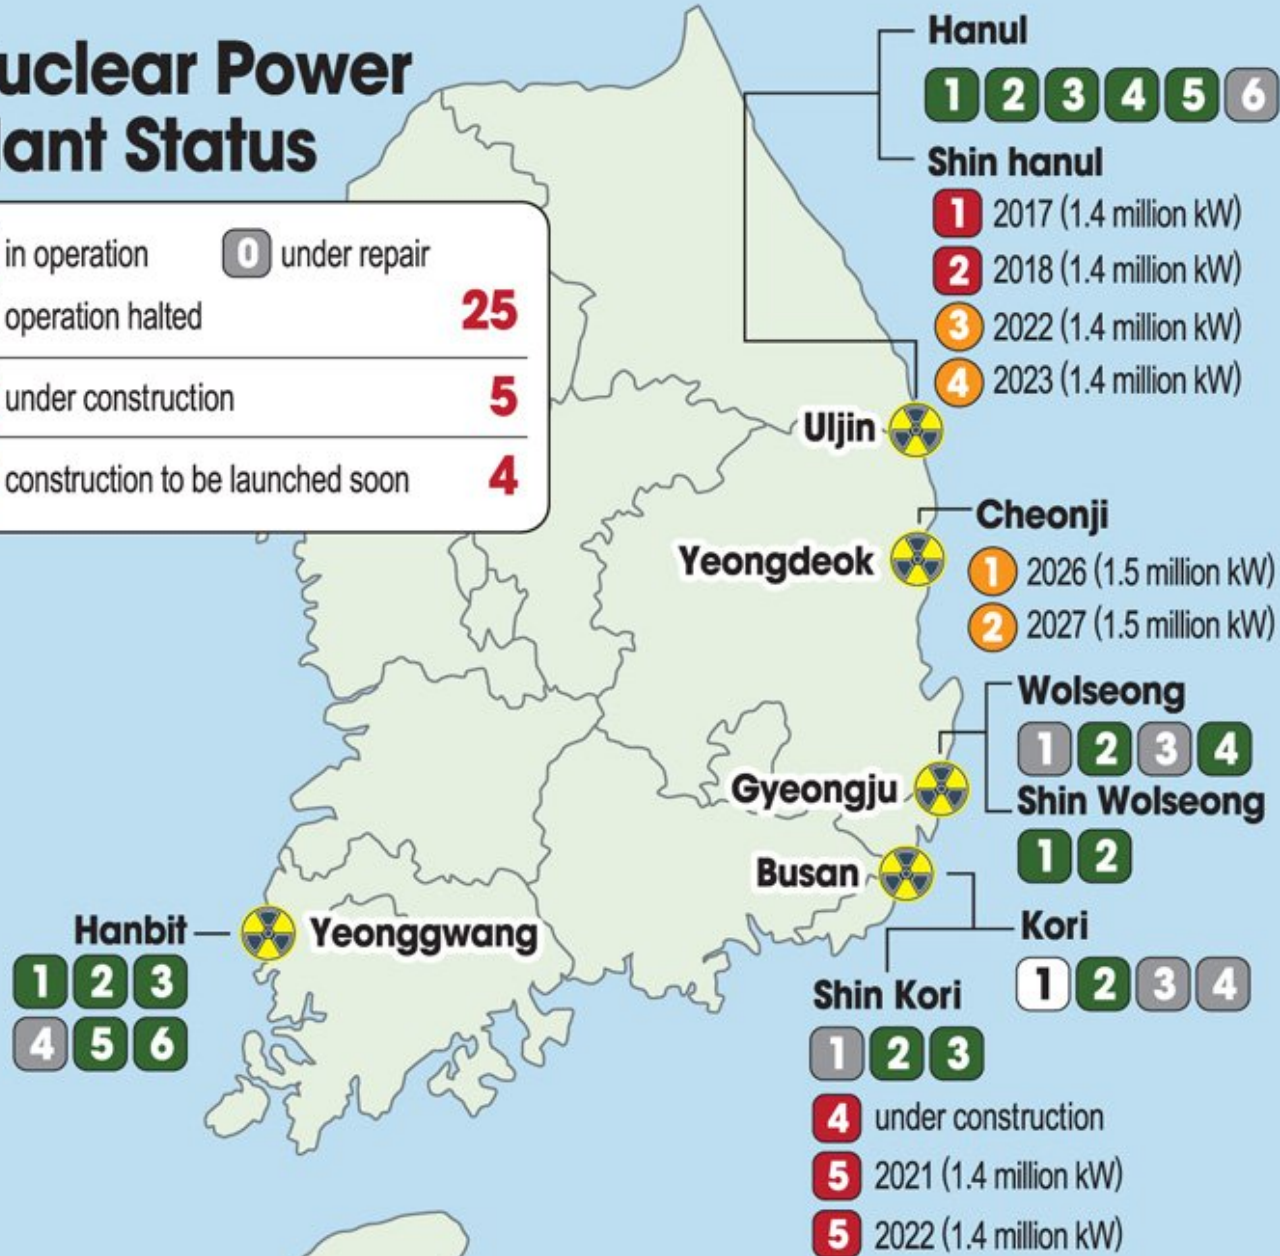 uclear Power
lant Status
in operation 0 under repair
operation halted 25
under construction 5
construction to be launched soon 4
Hanul
1 2 3 4 5 6
Shin hanul
1 2017 (1.4 million kW)
2 2018 (1.4 million kW)
3 2022 (1.4 million kW)
4 2023 (1.4 million kW)
Uljin
Cheonji
Yeongdeok
1 2026 (1.5 million kW)
2 2027 (1.5 million kW)
Wolseong
1 2 3 4
Gyeongju
Shin Wolseong
1 2
Busan
Kori
1 2 3 4
Hanbit
Yeonggwang
1 2 3
4 5 6
Shin Kori
1 2 3
4 under construction
5 2021 (1.4 million kW)
5 2022 (1.4 million kW)